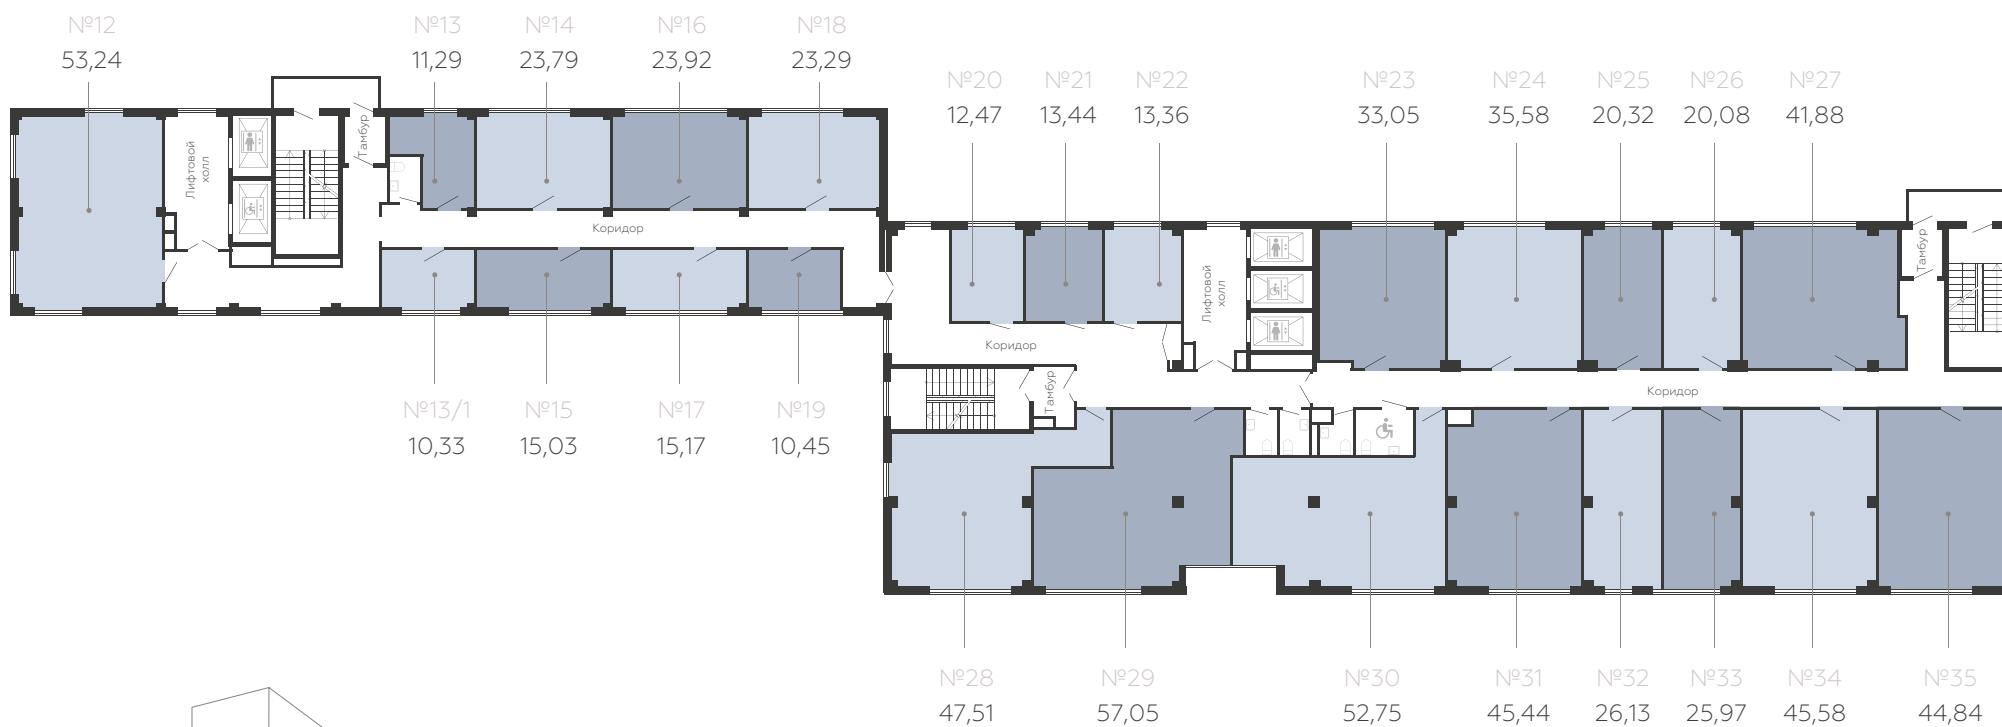 №12 №13 №14 №16 №18
53,24 11,29 23,79 23,92 23,29
№20 №21 №22 №23 №24 №25 №26 №27
12,47 13,44 13,36 33,05 35,58 20,32 20,08 41,88
Тамбур
Лифтовой
холл
Коридор
Тамбур
Лифтовой
холл
Коридор
Тамбур
Коридор
№13/1 №15 №17 №19
10,33 15,03 15,17 10,45
№28 №29 №30 №31 №32 №33 №34 №35
47,51 57,05 52,75 45,44 26,13 25,97 45,58 44,84